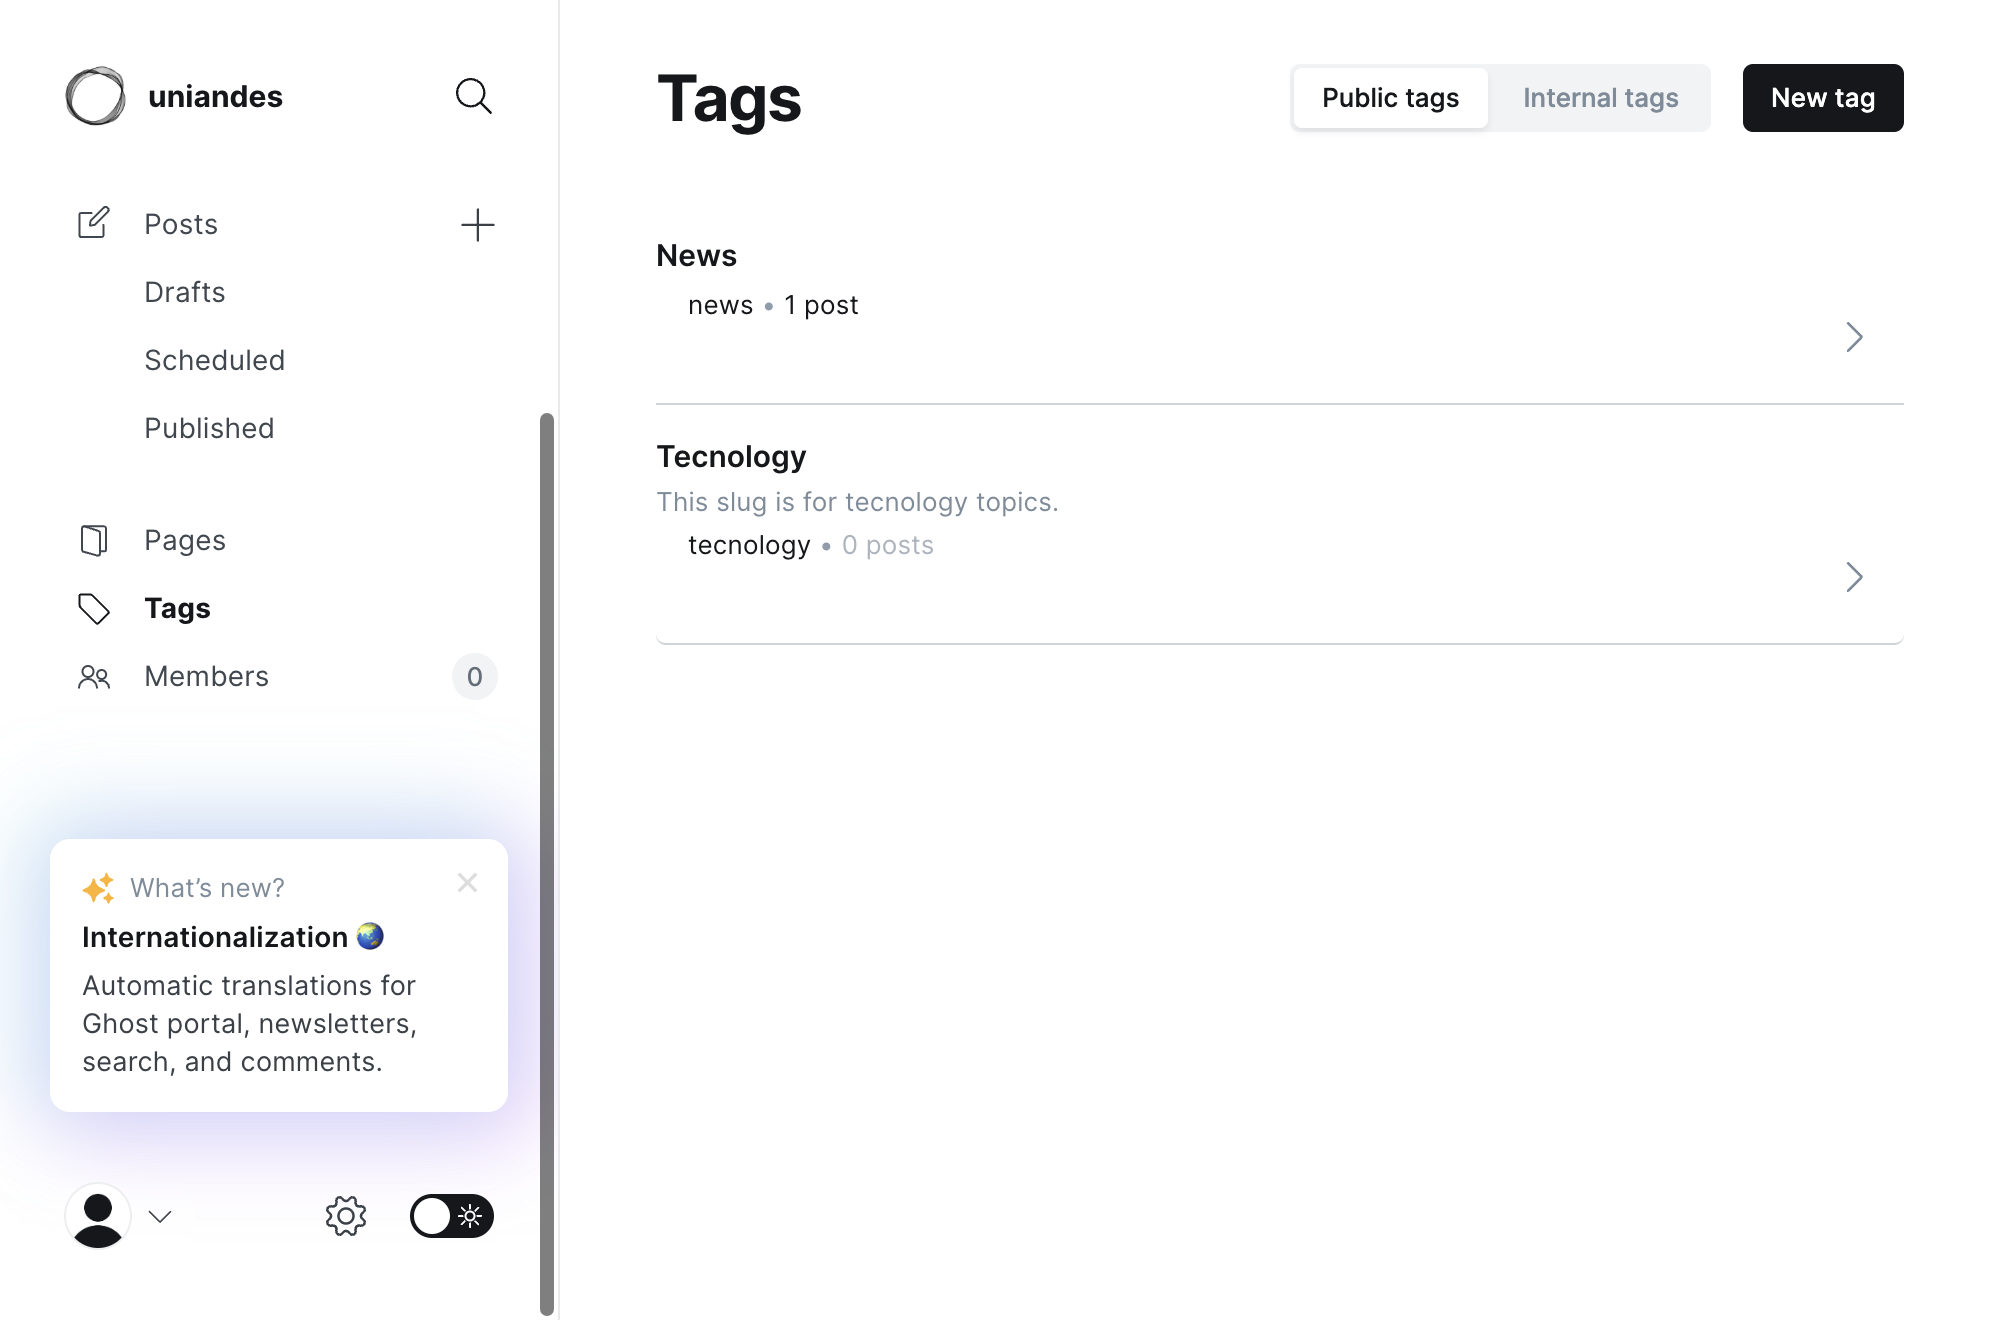 uniandes
Posts
Drafts
Scheduled
Published
Pages
Tags
Members
0
What’s new?
Internationalization 🌏
Automatic translations for
Ghost portal, newsletters,
search, and comments.
Tags
Public tags
Internal tags
New tag
News
news • 1 post
Tecnology
This slug is for tecnology topics.
tecnology • 0 posts